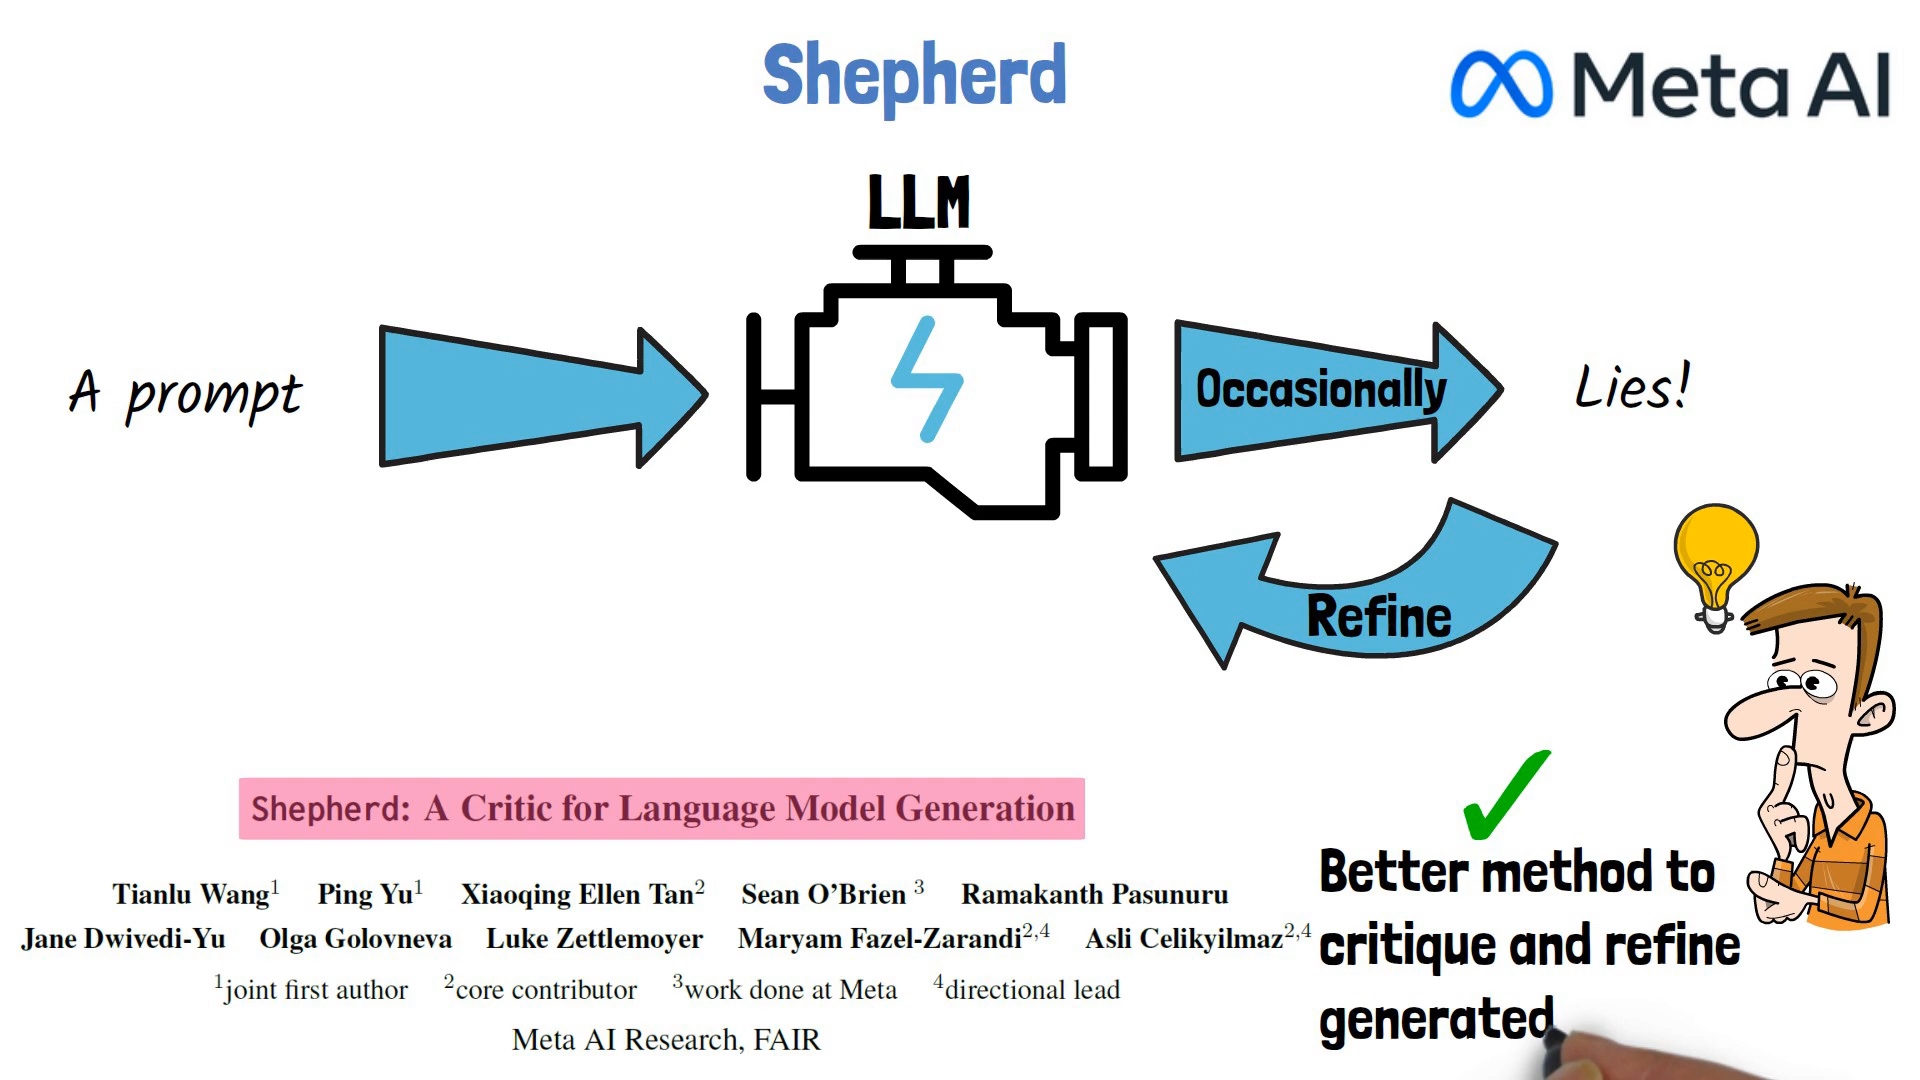 Shepherd
Meta AI
LLM
A prompt
Occasionally
Lies!
Refine
Shepherd: A Critic for Language Model Generation
Tianlu Wang¹ Ping Yu¹ Xiaoqing Ellen Tan² Sean O'Brien ³ Ramakanth Pasunuru
Jane Dwivedi-Yu Olga Golovneva Luke Zettlemoyer Maryam Fazel-Zarandi²,⁴ Asli Celikyilmaz²,⁴
¹joint first author ²core contributor ³work done at Meta ⁴directional lead
Meta AI Research, FAIR
Better method to
critique and refine
generated